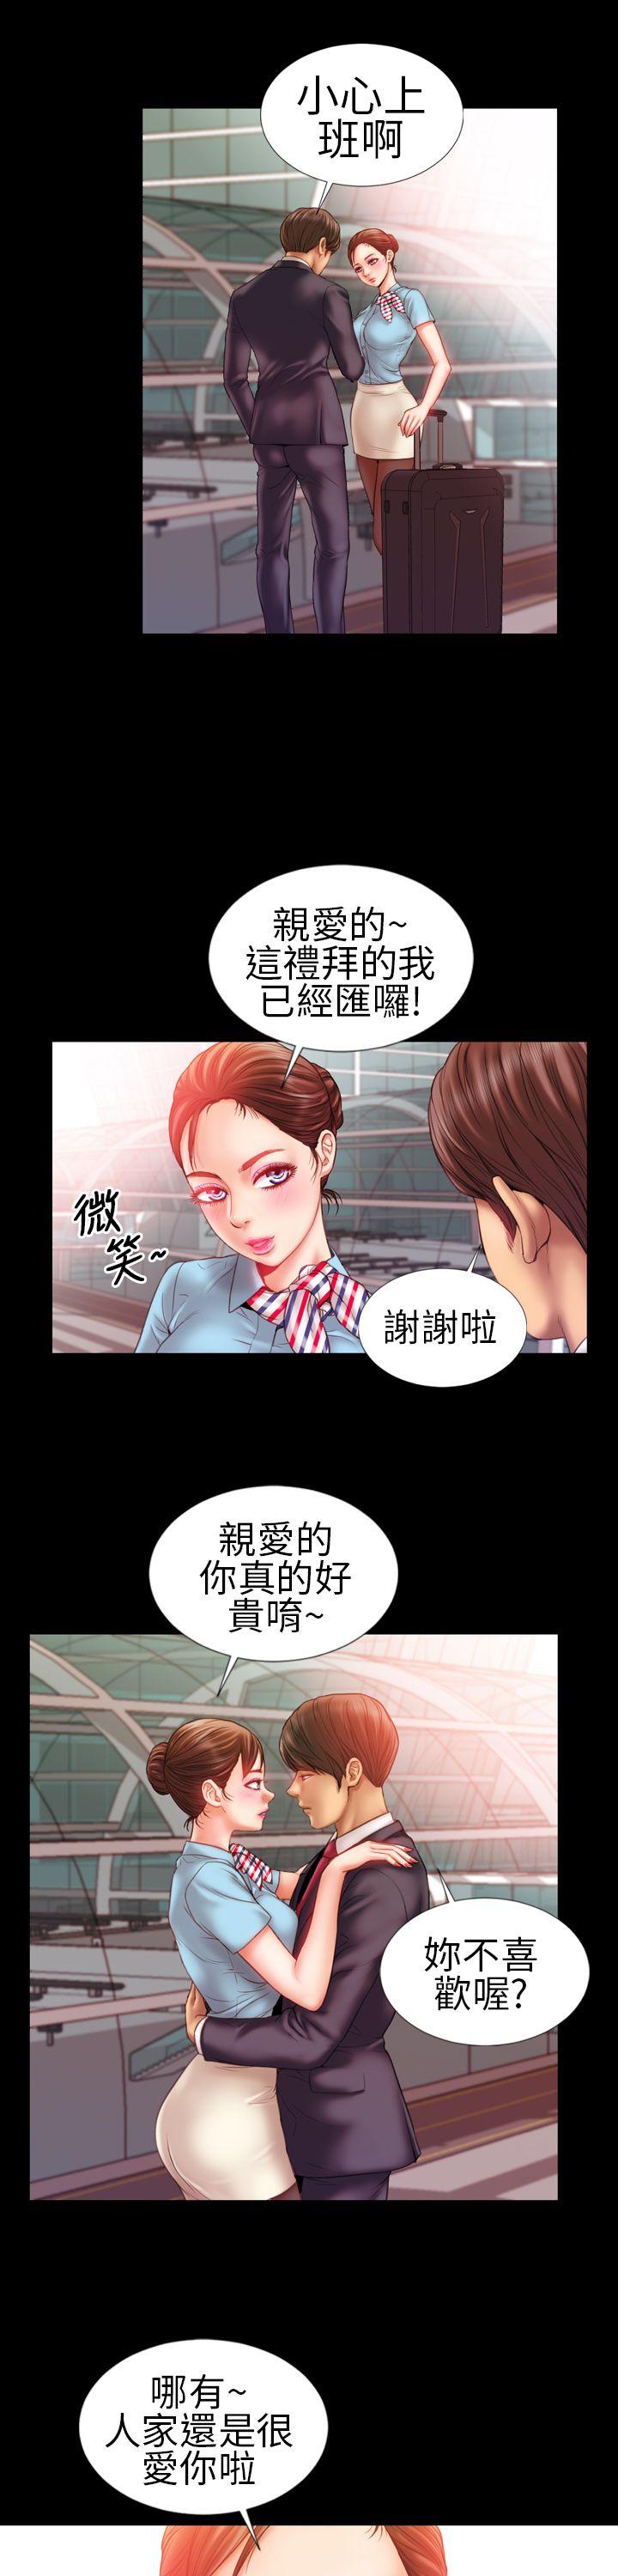 小心上
班啊
親愛的~
這禮拜的我
已經匯囉!
微
笑~
謝謝啦
親愛的
你真的好
貴唷~
妳不喜
歡喔?
哪有~
人家還是很
愛你啦